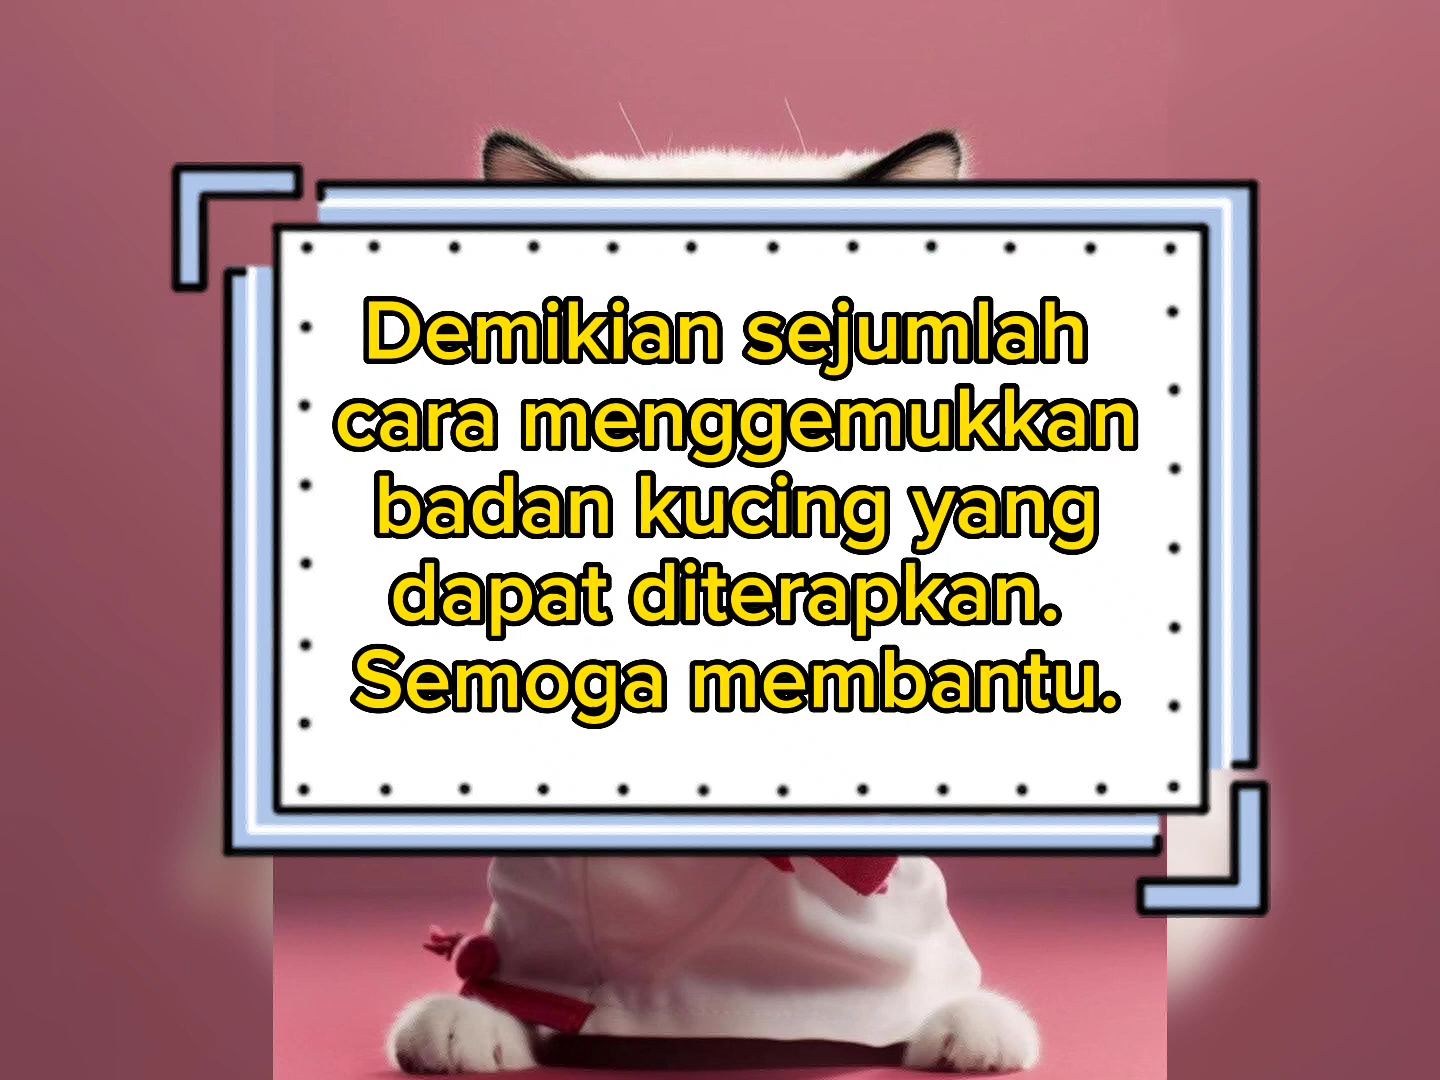 Demikian sejumlah
cara menggemukkan
badan kucing yang
dapat diterapkan.
Semoga membantu.